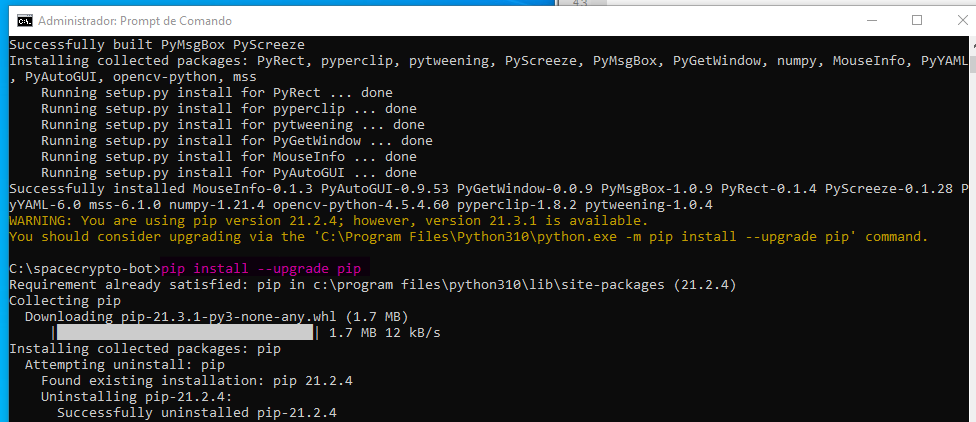 43
Administrador: Prompt de Comando
Successfully built PyMsgBox PyScreeze
Installing collected packages: PyRect, pyperclip, pytweening, PyScreeze, PyMsgBox, PyGetWindow, numpy, MouseInfo, PyYAML
, PyAutoGUI, opencv-python, mss
    Running setup.py install for PyRect ... done
    Running setup.py install for pyperclip ... done
    Running setup.py install for pytweening ... done
    Running setup.py install for PyGetWindow ... done
    Running setup.py install for MouseInfo ... done
    Running setup.py install for PyAutoGUI ... done
Successfully installed MouseInfo-0.1.3 PyAutoGUI-0.9.53 PyGetWindow-0.0.9 PyMsgBox-1.0.9 PyRect-0.1.4 PyScreeze-0.1.28 P
yYAML-6.0 mss-6.1.0 numpy-1.21.4 opencv-python-4.5.4.60 pyperclip-1.8.2 pytweening-1.0.4
WARNING: You are using pip version 21.2.4; however, version 21.3.1 is available.
You should consider upgrading via the 'C:\Program Files\Python310\python.exe -m pip install --upgrade pip' command.
C:\spacecrypto-bot>pip install --upgrade pip
Requirement already satisfied: pip in c:\program files\python310\lib\site-packages (21.2.4)
Collecting pip
  Downloading pip-21.3.1-py3-none-any.whl (1.7 MB)
     |████████████████████████████████| 1.7 MB 12 kB/s
Installing collected packages: pip
  Attempting uninstall: pip
    Found existing installation: pip 21.2.4
    Uninstalling pip-21.2.4:
      Successfully uninstalled pip-21.2.4